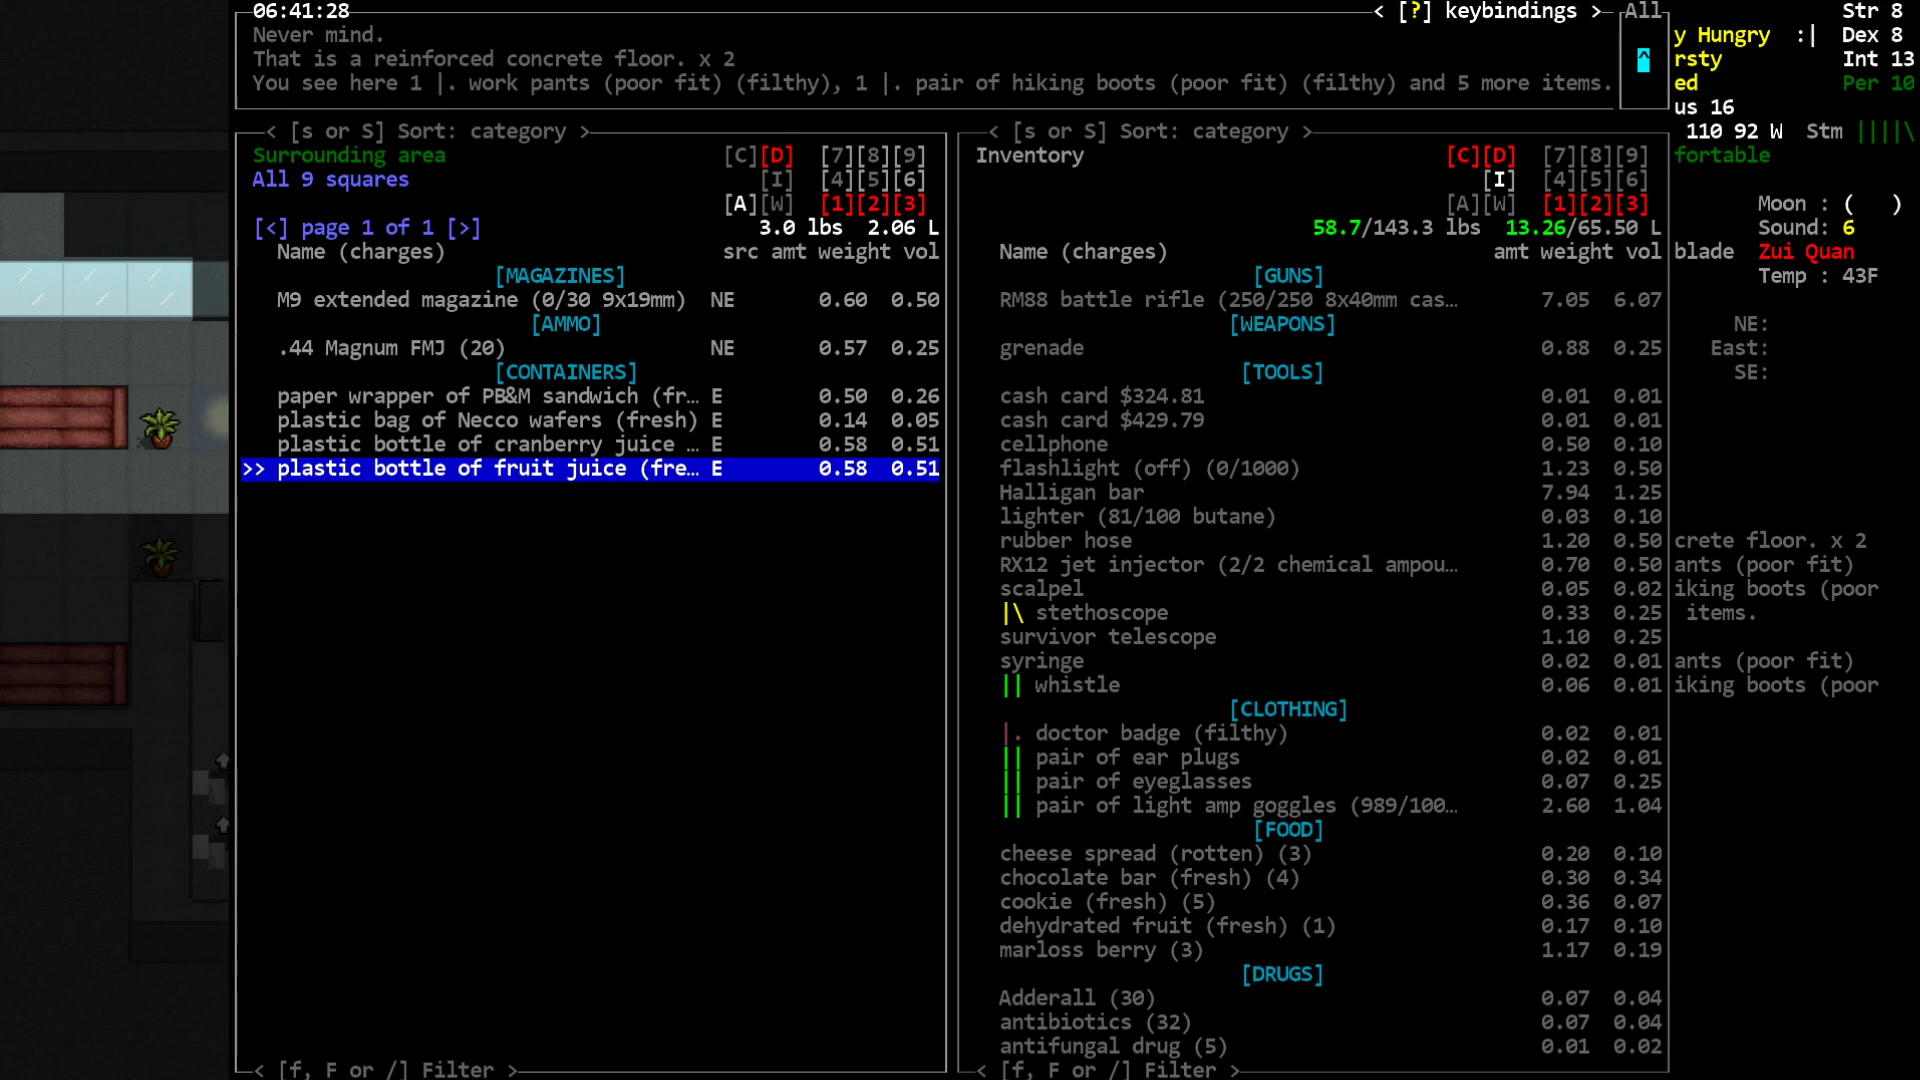 06:41:28
< [?] keybindings >
All
Never mind.
That is a reinforced concrete floor. x 2
You see here 1 |. work pants (poor fit) (filthy), 1 |. pair of hiking boots (poor fit) (filthy) and 5 more items.
^
Str 8
y Hungry :| Dex 8
rsty Int 13
ed Per 10
us 16
110 92 W Stm ||||\
fortable
Moon : ( )
Sound: 6
blade Zui Quan
Temp : 43F
NE:
East:
SE:
crete floor. x 2
ants (poor fit)
iking boots (poor
items.
ants (poor fit)
iking boots (poor
< [s or S] Sort: category >
Surrounding area [C][D] [7][8][9]
All 9 squares [I] [4][5][6]
[A][W] [1][2][3]
[<] page 1 of 1 [>] 3.0 lbs 2.06 L
Name (charges) src amt weight vol
[MAGAZINES]
M9 extended magazine (0/30 9x19mm) NE 0.60 0.50
[AMMO]
.44 Magnum FMJ (20) NE 0.57 0.25
[CONTAINERS]
paper wrapper of PB&M sandwich (fr… E 0.50 0.26
plastic bag of Necco wafers (fresh) E 0.14 0.05
plastic bottle of cranberry juice … E 0.58 0.51
>> plastic bottle of fruit juice (fre… E 0.58 0.51
< [f, F or /] Filter >
< [s or S] Sort: category >
Inventory [C][D] [7][8][9]
[I] [4][5][6]
[A][W] [1][2][3]
58.7/143.3 lbs 13.26/65.50 L
Name (charges) amt weight vol
[GUNS]
RM88 battle rifle (250/250 8x40mm cas… 7.05 6.07
[WEAPONS]
grenade 0.88 0.25
[TOOLS]
cash card $324.81 0.01 0.01
cash card $429.79 0.01 0.01
cellphone 0.50 0.10
flashlight (off) (0/1000) 1.23 0.50
Halligan bar 7.94 1.25
lighter (81/100 butane) 0.03 0.10
rubber hose 1.20 0.50
RX12 jet injector (2/2 chemical ampou… 0.70 0.50
scalpel 0.05 0.02
|\ stethoscope 0.33 0.25
survivor telescope 1.10 0.25
syringe 0.02 0.01
|| whistle 0.06 0.01
[CLOTHING]
|. doctor badge (filthy) 0.02 0.01
|| pair of ear plugs 0.02 0.01
|| pair of eyeglasses 0.07 0.25
|| pair of light amp goggles (989/100… 2.60 1.04
[FOOD]
cheese spread (rotten) (3) 0.20 0.10
chocolate bar (fresh) (4) 0.30 0.34
cookie (fresh) (5) 0.36 0.07
dehydrated fruit (fresh) (1) 0.17 0.10
marloss berry (3) 1.17 0.19
[DRUGS]
Adderall (30) 0.07 0.04
antibiotics (32) 0.07 0.04
antifungal drug (5) 0.01 0.02
< [f, F or /] Filter >